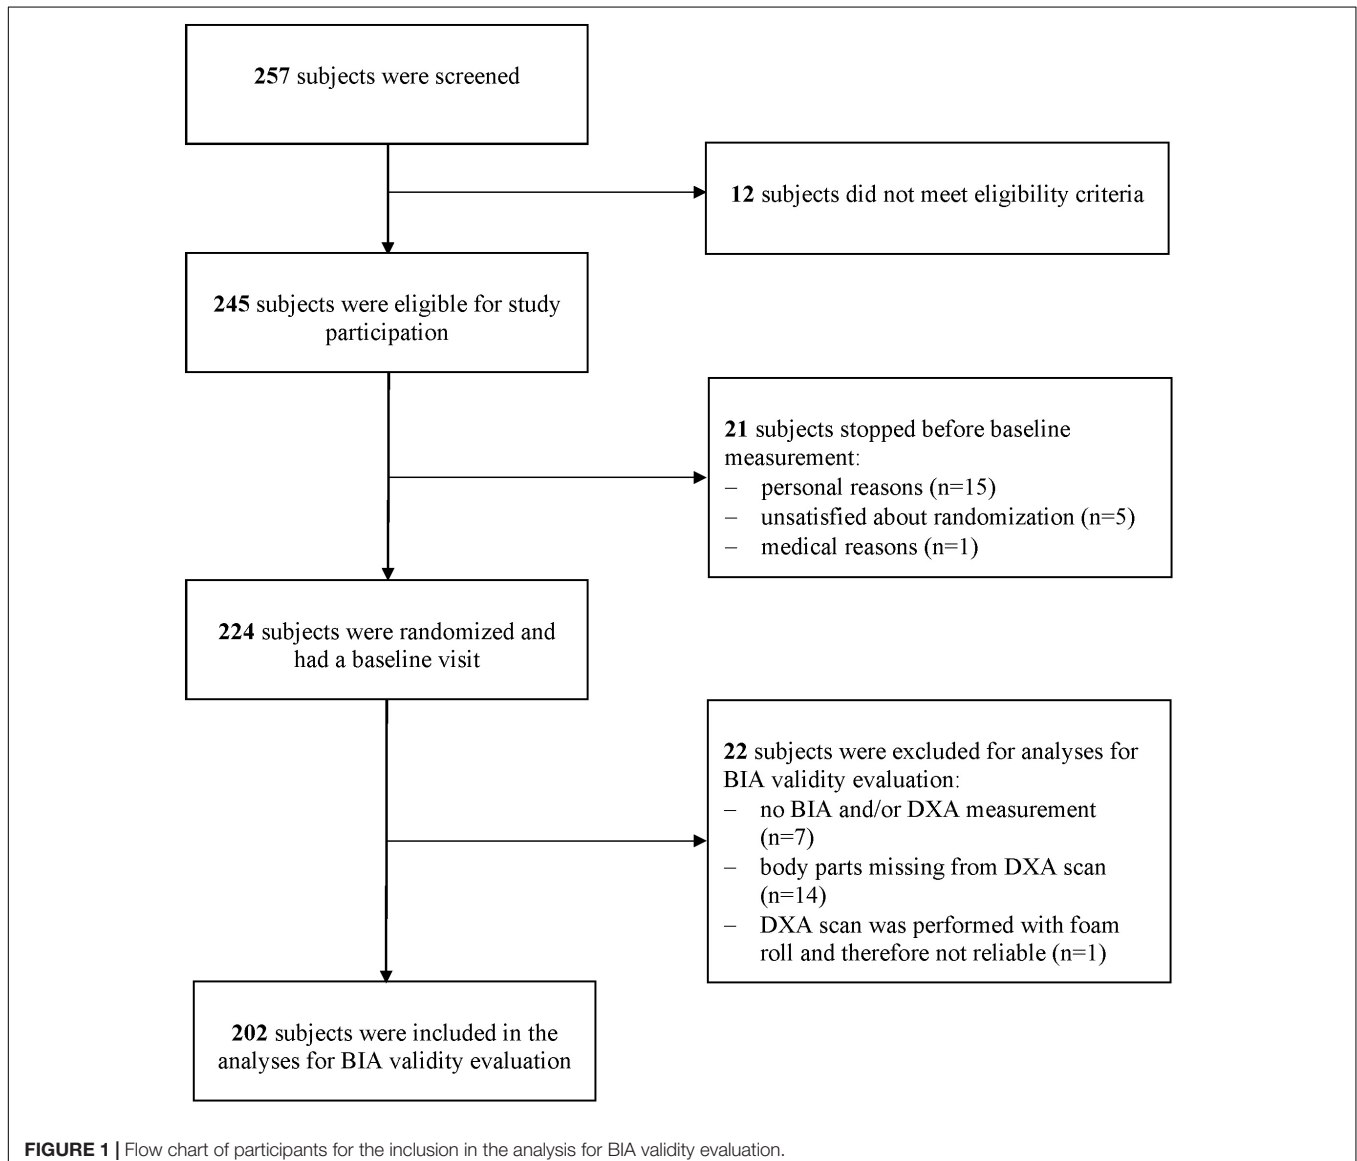 257 subjects were screened
12 subjects did not meet eligibility criteria
245 subjects were eligible for study
participation
21 subjects stopped before baseline
measurement:
– personal reasons (n=15)
– unsatisfied about randomization (n=5)
– medical reasons (n=1)
224 subjects were randomized and
had a baseline visit
22 subjects were excluded for analyses for
BIA validity evaluation:
– no BIA and/or DXA measurement
(n=7)
– body parts missing from DXA scan
(n=14)
– DXA scan was performed with foam
roll and therefore not reliable (n=1)
202 subjects were included in the
analyses for BIA validity evaluation
FIGURE 1 | Flow chart of participants for the inclusion in the analysis for BIA validity evaluation.